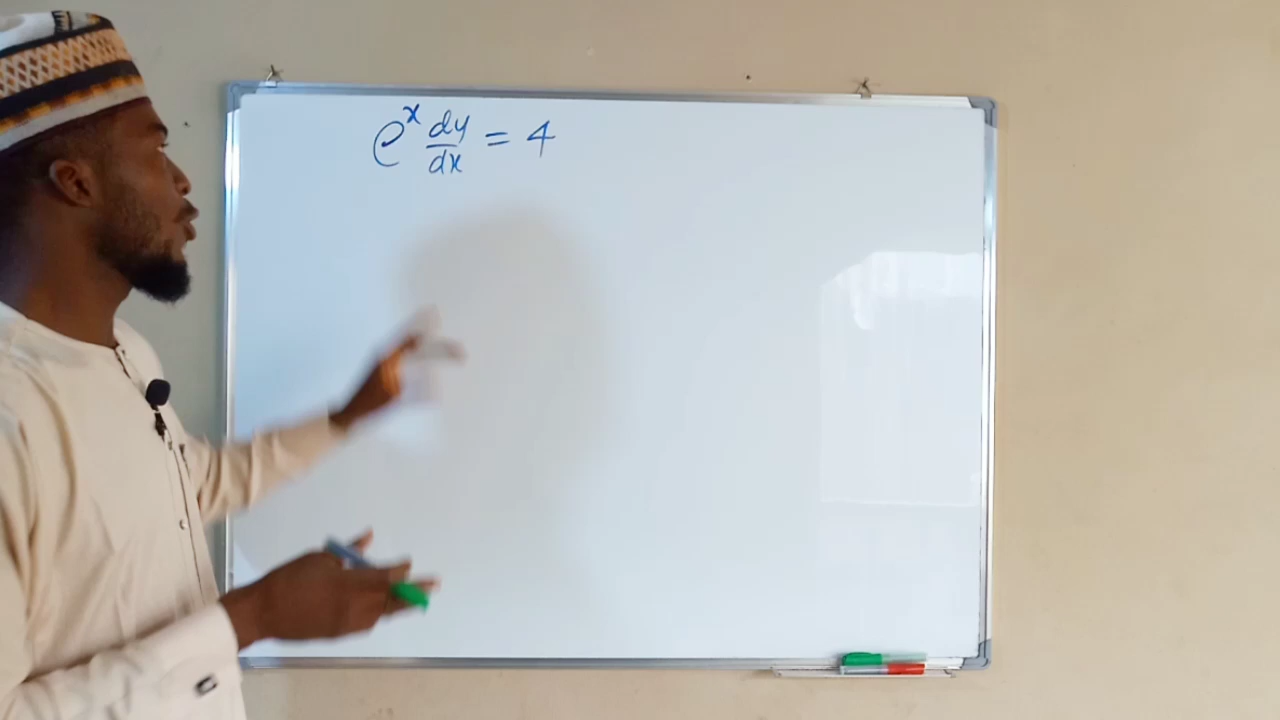 e^x dy/dx = 4